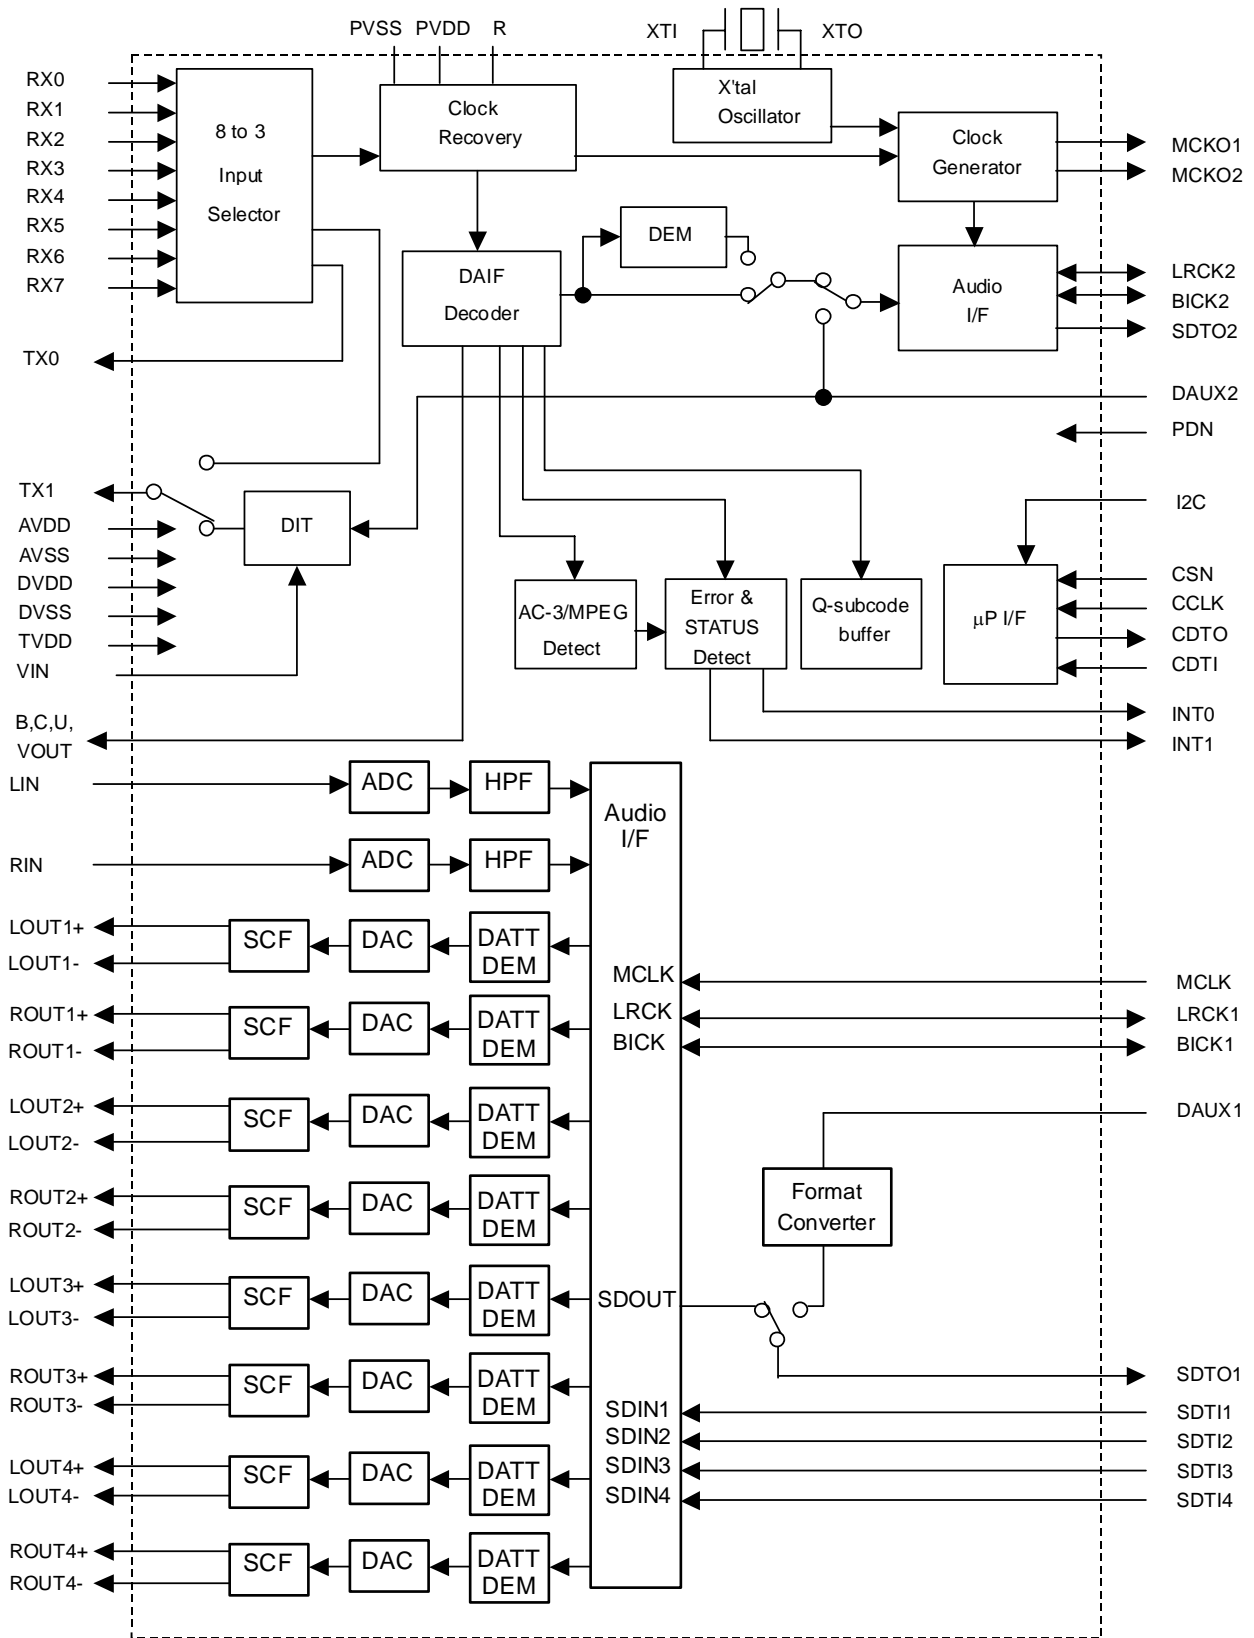 PVSS PVDD R
XTI XTO
RX0
RX1
RX2
RX3
RX4
RX5
RX6
RX7
8 to 3
Input
Selector
Clock
Recovery
X'tal
Oscillator
Clock
Generator
MCKO1
MCKO2
DEM
DAIF
Decoder
Audio
I/F
LRCK2
BICK2
SDTO2
TX0
DAUX2
PDN
TX1
AVDD
AVSS
DVDD
DVSS
TVDD
VIN
DIT
I2C
AC-3/MPEG
Detect
Error &
STATUS
Detect
Q-subcode
buffer
µP I/F
CSN
CCLK
CDTO
CDTI
INT0
INT1
B,C,U,
VOUT
LIN
ADC
HPF
RIN
ADC
HPF
Audio
I/F
LOUT1+
LOUT1-
SCF
DAC
DATT
DEM
ROUT1+
ROUT1-
SCF
DAC
DATT
DEM
LOUT2+
LOUT2-
SCF
DAC
DATT
DEM
ROUT2+
ROUT2-
SCF
DAC
DATT
DEM
LOUT3+
LOUT3-
SCF
DAC
DATT
DEM
ROUT3+
ROUT3-
SCF
DAC
DATT
DEM
LOUT4+
LOUT4-
SCF
DAC
DATT
DEM
ROUT4+
ROUT4-
SCF
DAC
DATT
DEM
MCLK
LRCK
BICK
MCLK
LRCK1
BICK1
DAUX1
Format
Converter
SDOUT
SDTO1
SDIN1
SDIN2
SDIN3
SDIN4
SDTI1
SDTI2
SDTI3
SDTI4